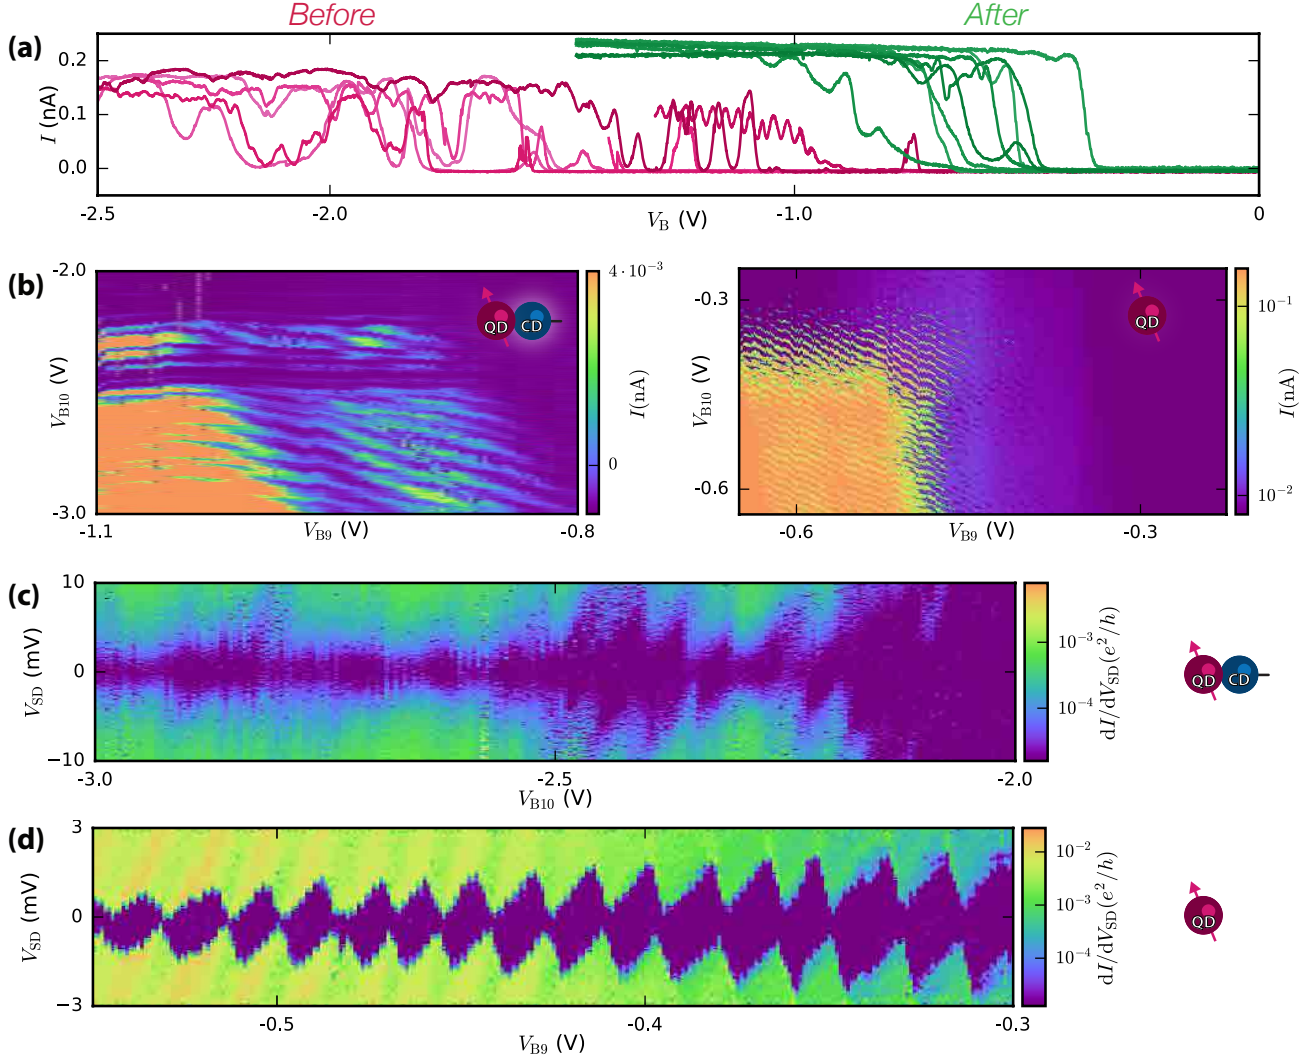 Before After
(a)
0.2
0.1
0.0
I (nA)
-2.5 -2.0 -1.0 0
V_B (V)
(b)
-2.0
-3.0
V_B10 (V)
-1.1 -0.8
V_B9 (V)
QD CD
4 · 10^-3
0
I(nA)
-0.3
-0.6
V_B10 (V)
-0.6 -0.3
V_B9 (V)
QD
10^-1
10^-2
I(nA)
(c)
10
0
−10
V_SD (mV)
-3.0 -2.5 -2.0
V_B10 (V)
10^-3
10^-4
dI/dV_SD(e^2/h)
QD CD
(d)
3
0
−3
V_SD (mV)
-0.5 -0.4 -0.3
V_B9 (V)
10^-2
10^-3
10^-4
dI/dV_SD(e^2/h)
QD